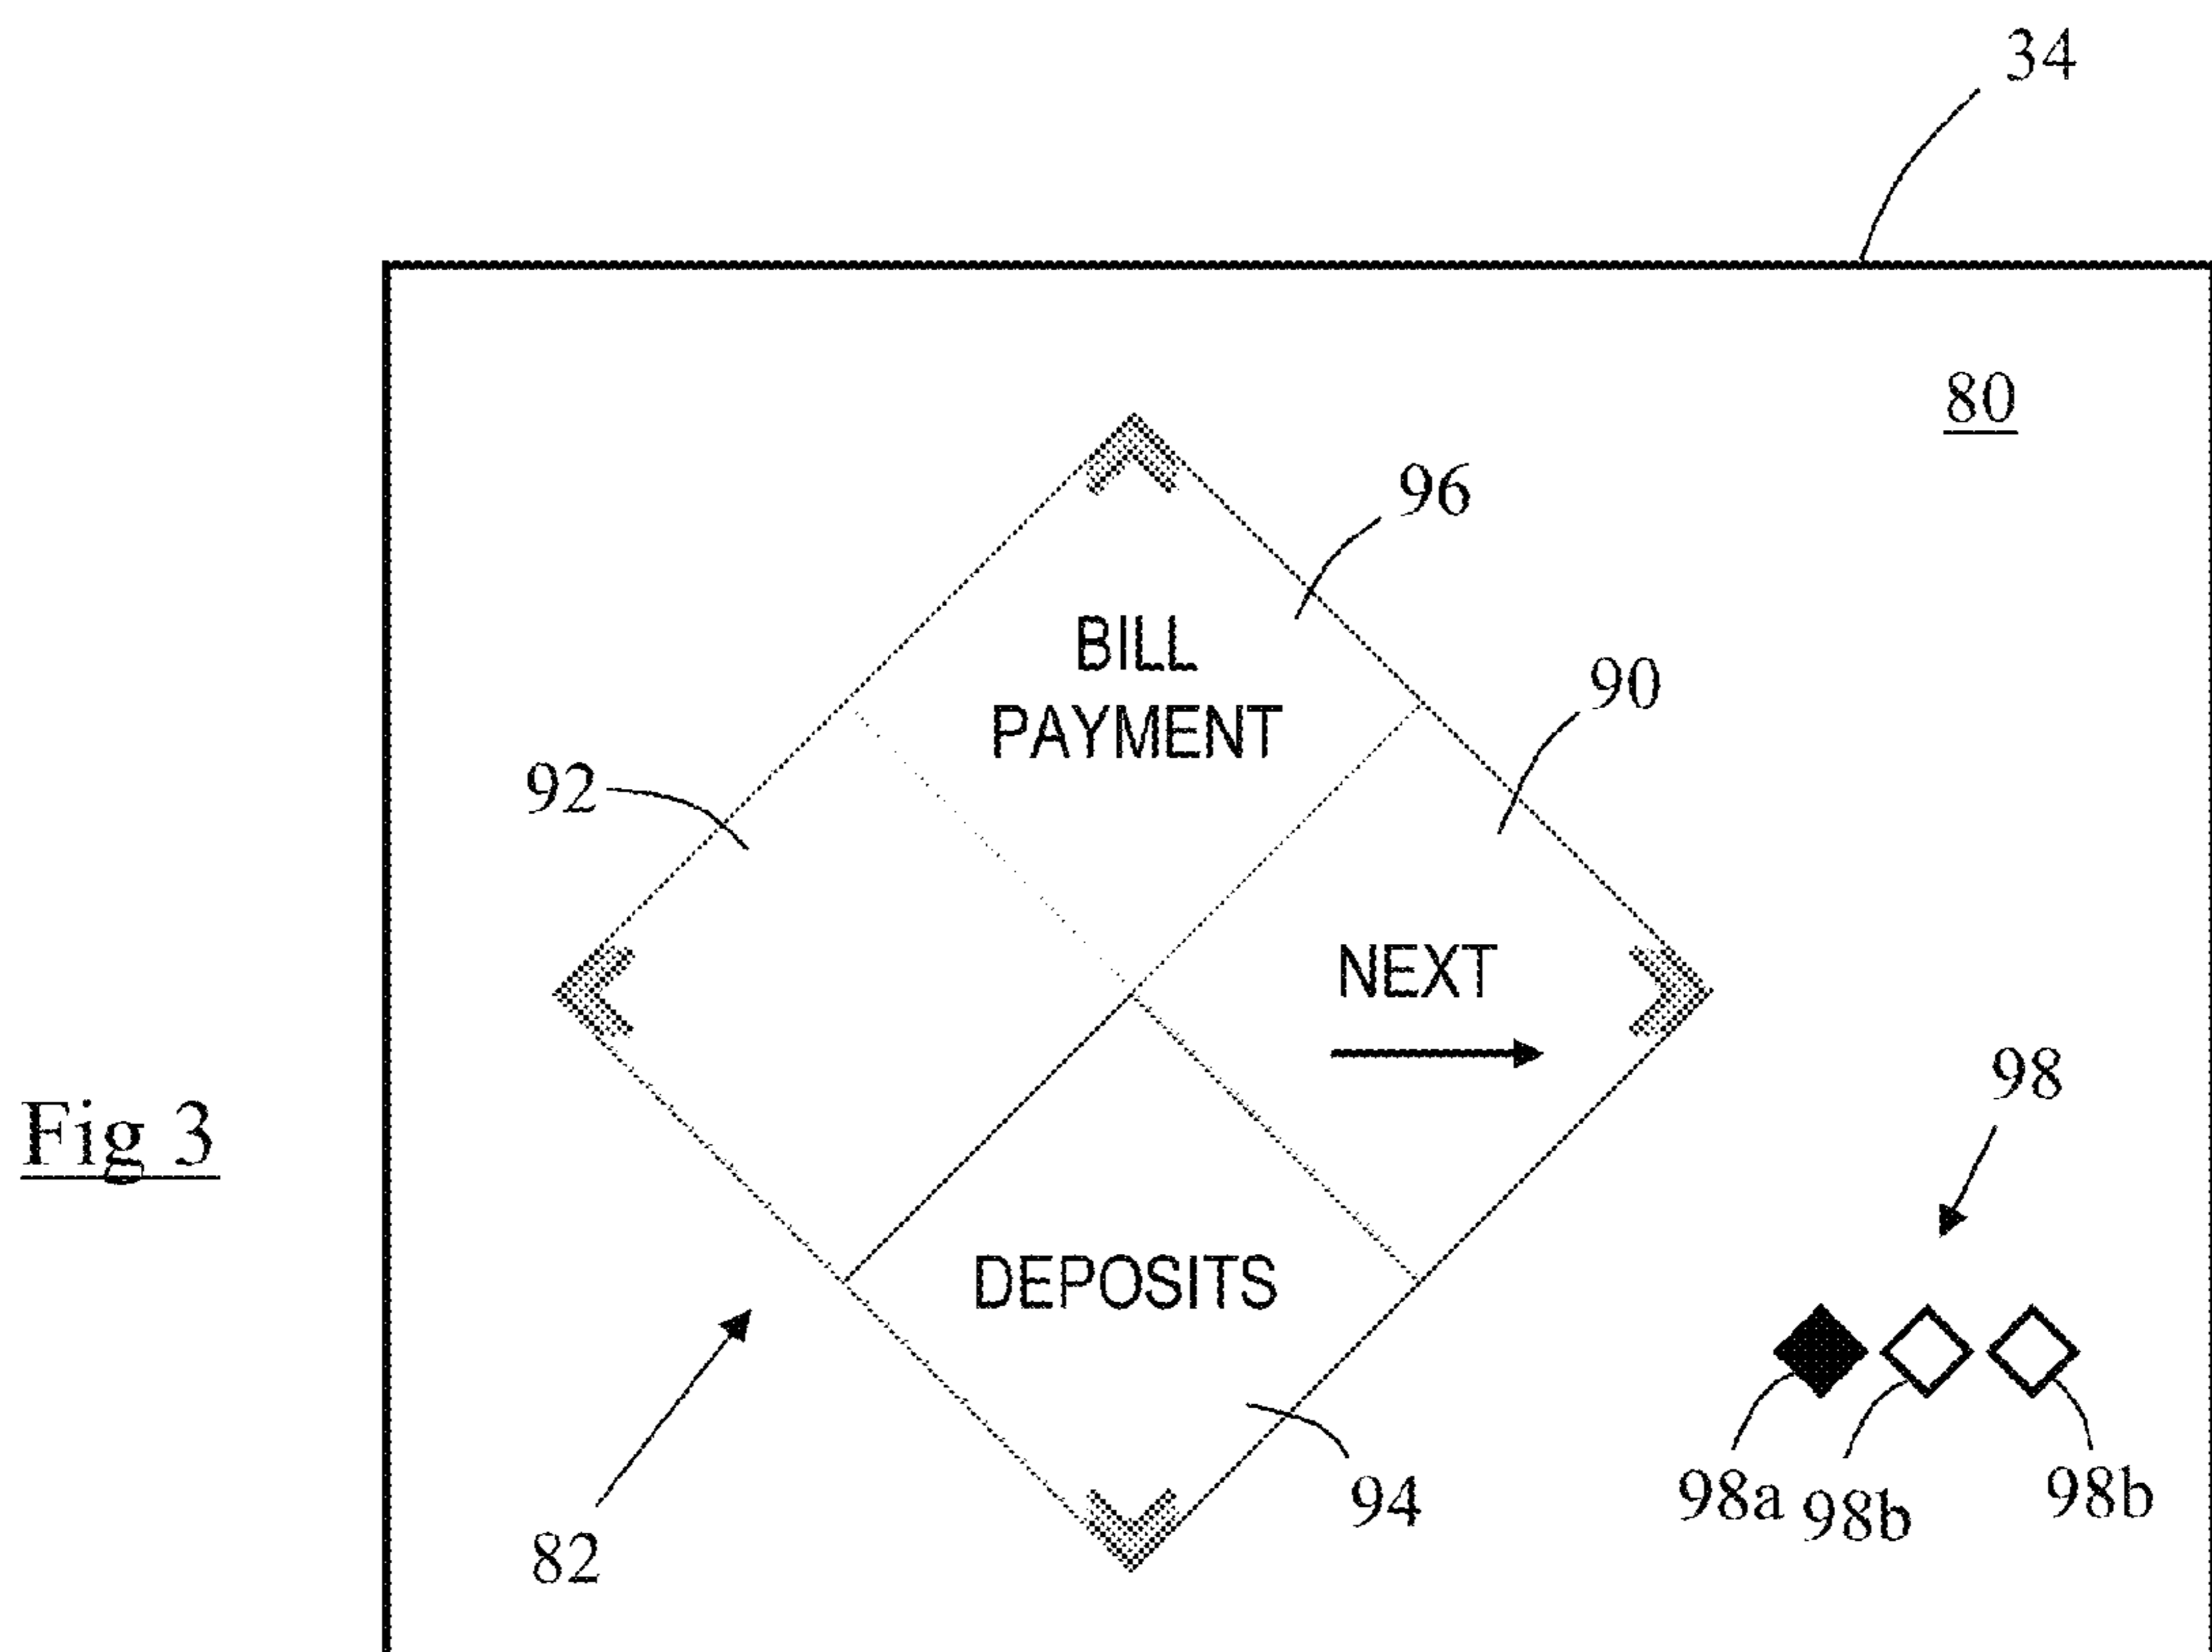 34
80
96
BILL
PAYMENT
90
92
NEXT
98
Fig 3
DEPOSITS
98a 98b 98b
94
82